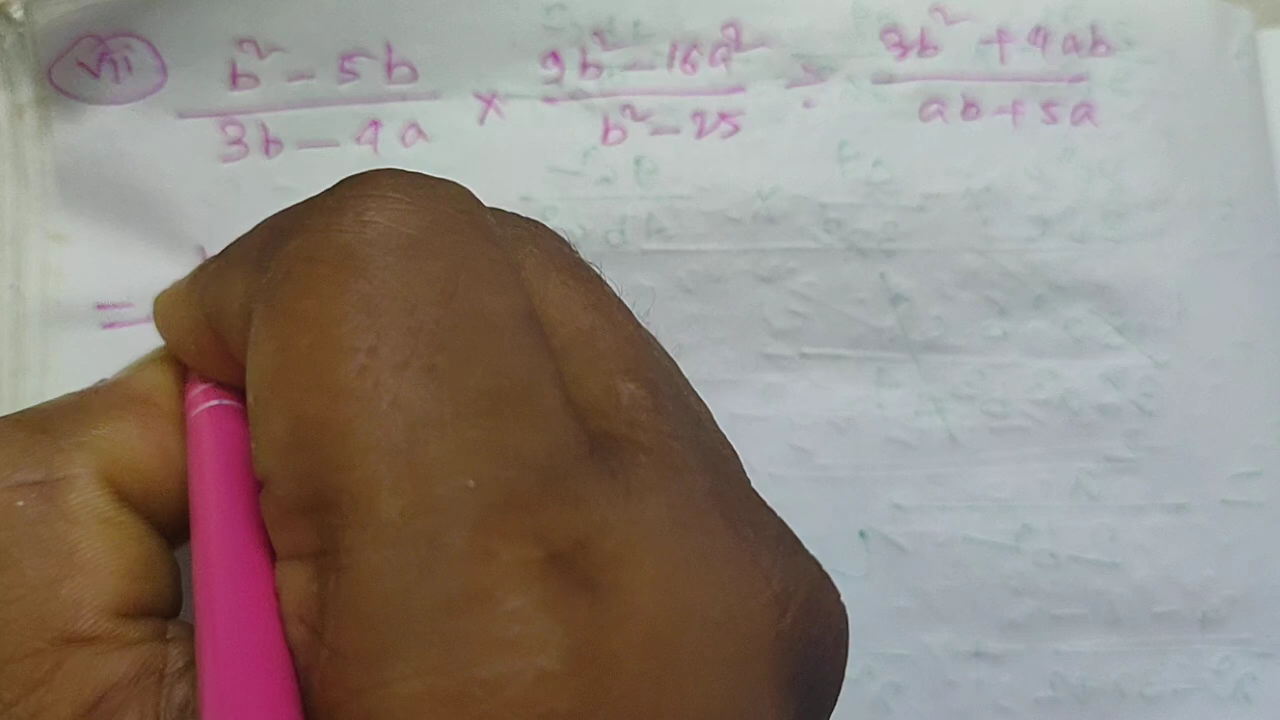 vii b² - 5b / 3b - 4a × 9b² - 16a² / b² - 25 ÷ 3b² + 4ab / ab + 5a
=